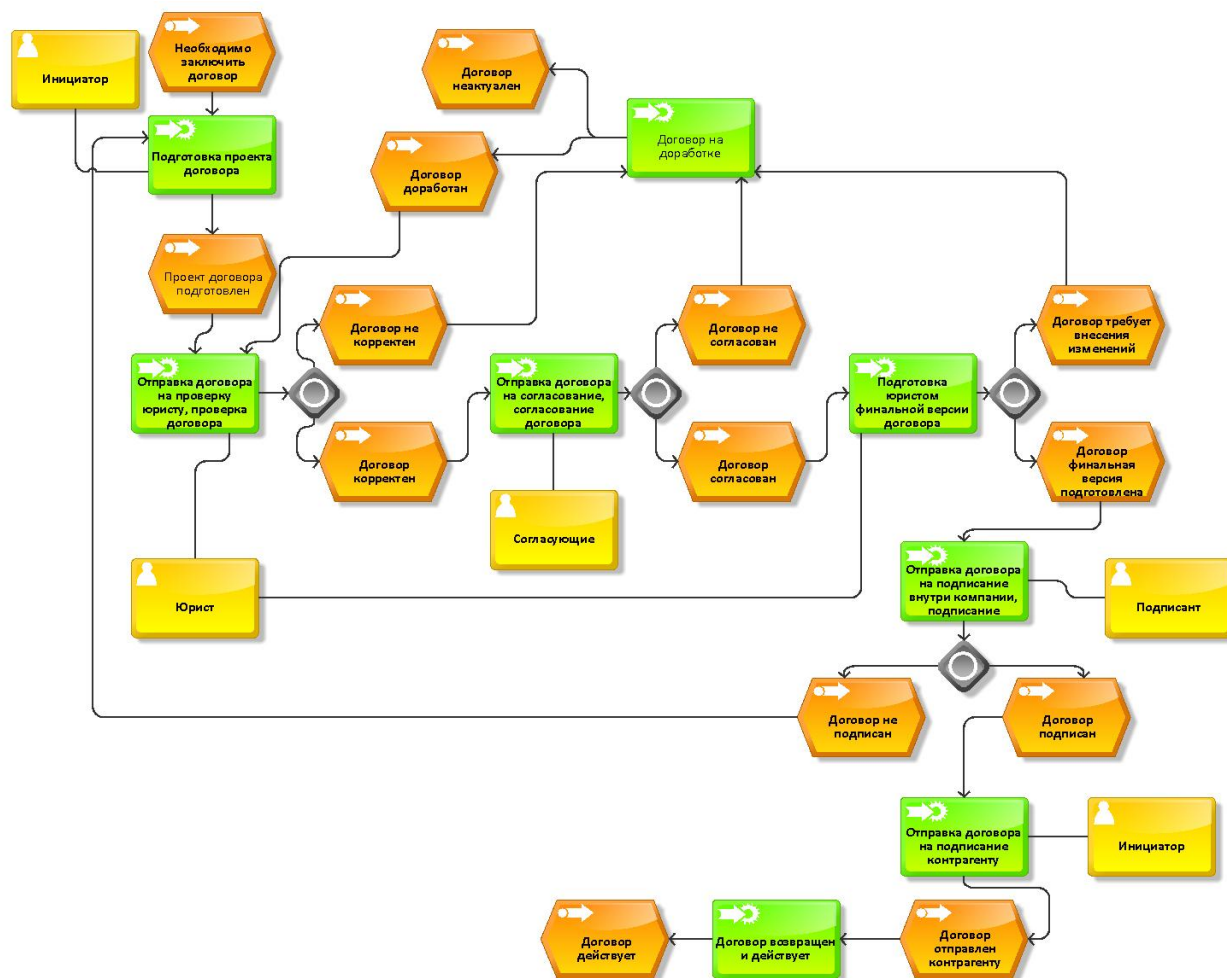 Инициатор
Необходимо
заключить
договор
Договор
неактуален
Договор на
доработке
Подготовка проекта
договора
Договор
доработан
Проект договора
подготовлен
Договор не
корректен
Договор не
согласован
Договор требует
внесения
изменений
Отправка договора
на проверку
юристу, проверка
договора
Отправка договора
на согласование,
согласование
договора
Подготовка
юристом
финальной версии
договора
Договор
корректен
Договор
согласован
Договор
финальная
версия
подготовлена
Согласующие
Юрист
Отправка договора
на подписание
внутри компании,
подписание
Подписант
Договор не
подписан
Договор
подписан
Отправка договора
на подписание
контрагенту
Инициатор
Договор
действует
Договор возвращен
и действует
Договор
отправлен
контрагенту